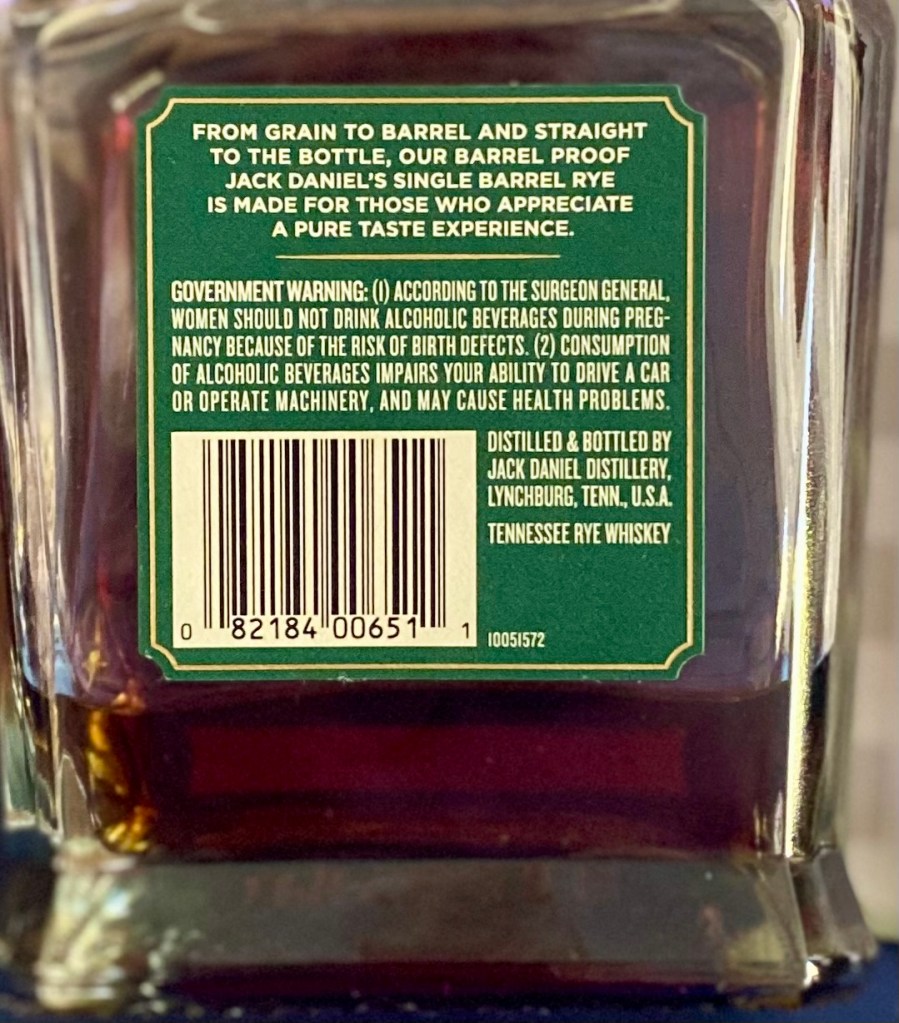 FROM GRAIN TO BARREL AND STRAIGHT
TO THE BOTTLE, OUR BARREL PROOF
JACK DANIEL'S SINGLE BARREL RYE
IS MADE FOR THOSE WHO APPRECIATE
A PURE TASTE EXPERIENCE.
GOVERNMENT WARNING: (1) ACCORDING TO THE SURGEON GENERAL,
WOMEN SHOULD NOT DRINK ALCOHOLIC BEVERAGES DURING PREG-
NANCY BECAUSE OF THE RISK OF BIRTH DEFECTS. (2) CONSUMPTION
OF ALCOHOLIC BEVERAGES IMPAIRS YOUR ABILITY TO DRIVE A CAR
OR OPERATE MACHINERY, AND MAY CAUSE HEALTH PROBLEMS.
DISTILLED & BOTTLED BY
JACK DANIEL DISTILLERY,
LYNCHBURG, TENN., U.S.A.
TENNESSEE RYE WHISKEY
0 82184 00651 1
10051572